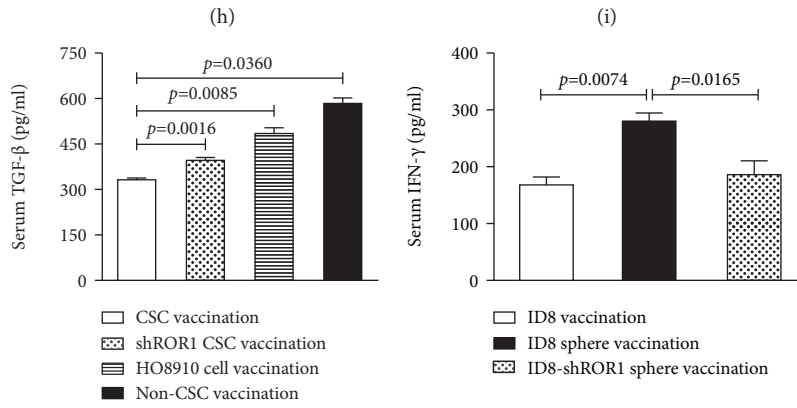 (h)
Serum TGF-β (pg/ml)
750
600
450
300
150
0
p=0.0360
p=0.0085
p=0.0016
CSC vaccination
shROR1 CSC vaccination
HO8910 cell vaccination
Non-CSC vaccination
(i)
Serum IFN-γ (pg/ml)
400
300
200
100
0
p=0.0074
p=0.0165
ID8 vaccination
ID8 sphere vaccination
ID8-shROR1 sphere vaccination